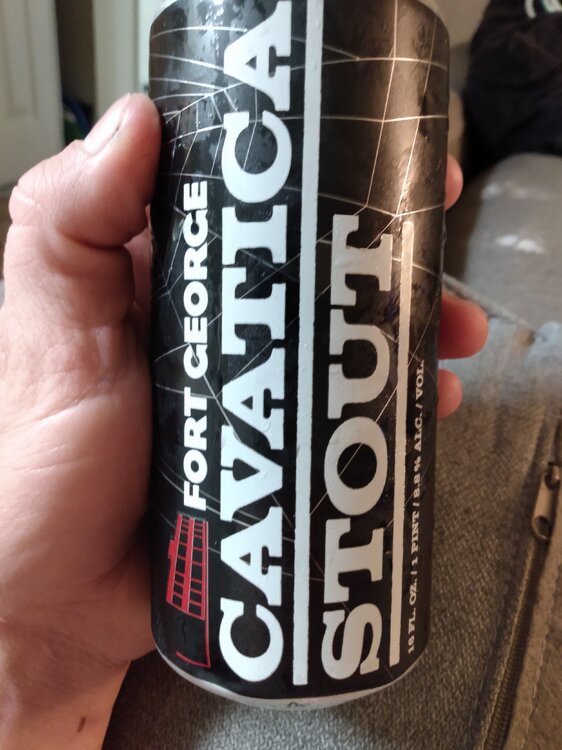 FORT GEORGE
CAVATICA
STOUT
16 FL. OZ. / 1 PINT / 8.8% ALC. / VOL.